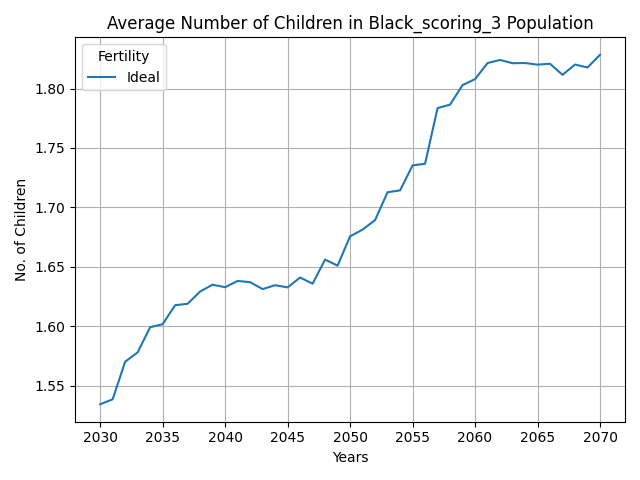 Average Number of Children in Black_scoring_3 Population
Fertility
Ideal
No. of Children
1.80
1.75
1.70
1.65
1.60
1.55
2030 2035 2040 2045 2050 2055 2060 2065 2070
Years